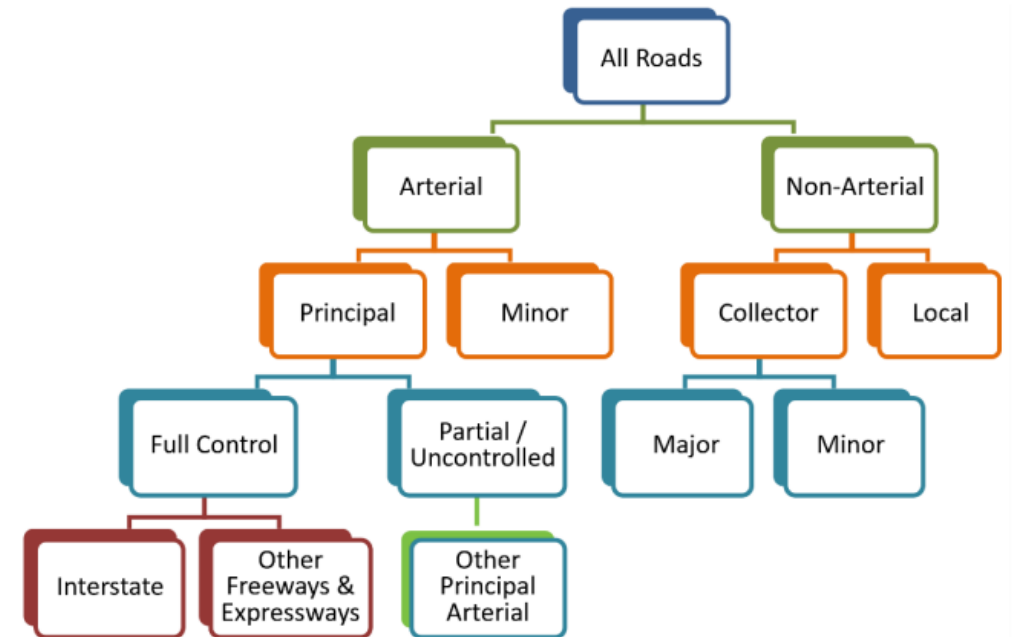 All Roads
Arterial
Non-Arterial
Principal
Minor
Collector
Local
Full Control
Partial /
Uncontrolled
Major
Minor
Interstate
Other
Freeways &
Expressways
Other
Principal
Arterial